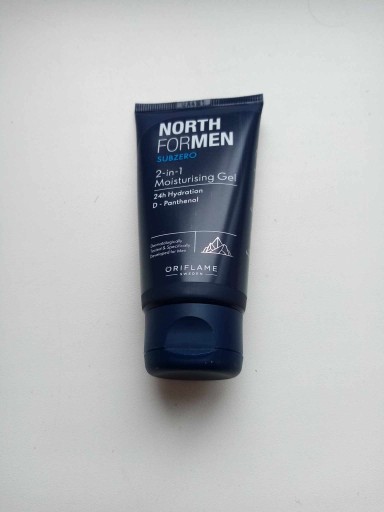 NORTH
FORMEN
SUBZERO
2-in-1
Moisturising Gel
24h Hydration
D - Panthenol
Dermatologically
Tested & Specifically
Developed for Men
ORIFLAME
SWEDEN